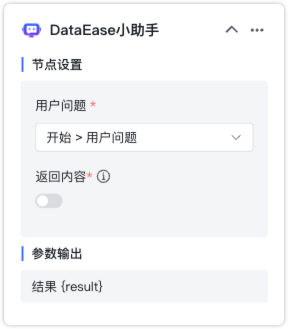 DataEase小助手
节点设置
用户问题 *
开始 > 用户问题
返回内容*
参数输出
结果 {result}